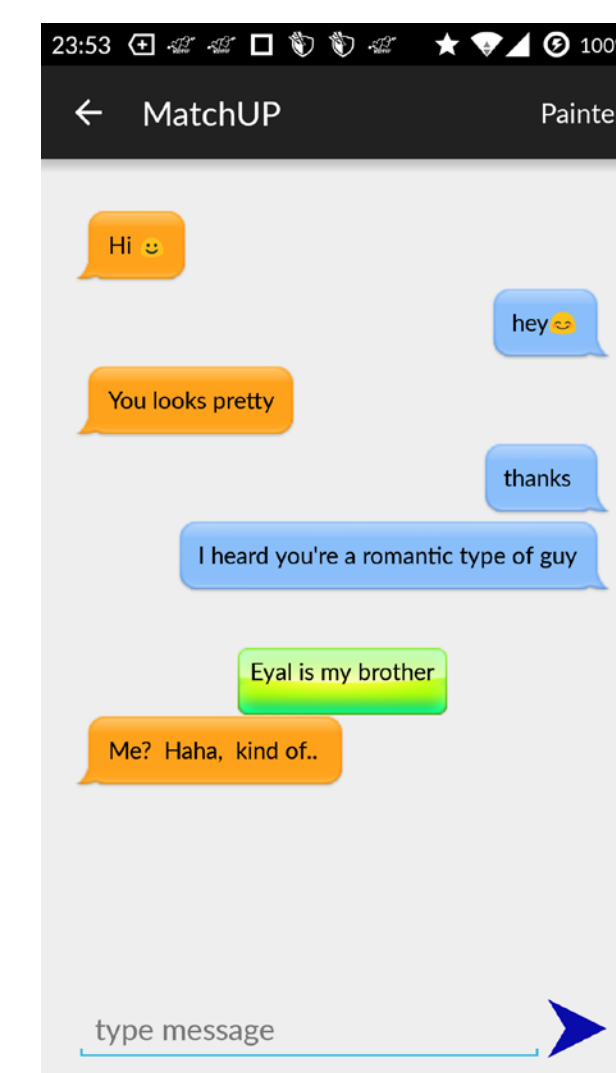 23:53 100
MatchUP Painte
Hi 🙂
hey😊
You looks pretty
thanks
I heard you're a romantic type of guy
Eyal is my brother
Me?  Haha,  kind of..
type message